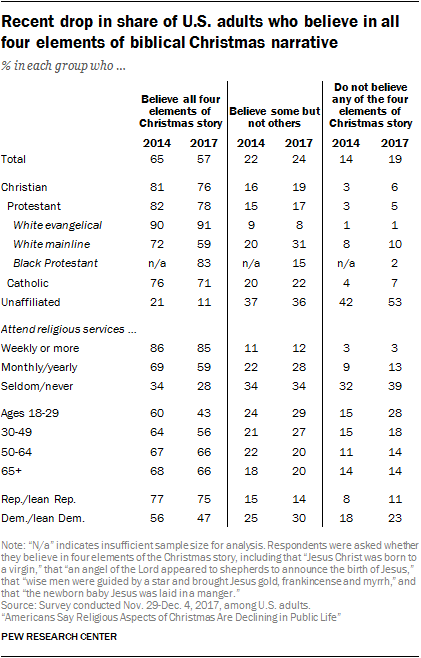 Recent drop in share of U.S. adults who believe in all
four elements of biblical Christmas narrative
% in each group who …
Believe all four elements of Christmas story Believe some but not others Do not believe any of the four elements of Christmas story
2014 2017 2014 2017 2014 2017
Total 65 57 22 24 14 19
Christian 81 76 16 19 3 6
Protestant 82 78 15 17 3 5
White evangelical 90 91 9 8 1 1
White mainline 72 59 20 31 8 10
Black Protestant n/a 83 n/a 15 n/a 2
Catholic 76 71 20 22 4 7
Unaffiliated 21 11 37 36 42 53
Attend religious services …
Weekly or more 86 85 11 12 3 3
Monthly/yearly 69 59 22 28 9 13
Seldom/never 34 28 34 34 32 39
Ages 18-29 60 43 24 29 15 28
30-49 64 56 21 27 15 18
50-64 67 66 22 20 11 14
65+ 68 66 18 20 14 14
Rep./lean Rep. 77 75 15 14 8 11
Dem./lean Dem. 56 47 25 30 18 23
Note: “N/a” indicates insufficient sample size for analysis. Respondents were asked whether
they believe in four elements of the Christmas story, including that “Jesus Christ was born to
a virgin,” that “an angel of the Lord appeared to shepherds to announce the birth of Jesus,”
that “wise men were guided by a star and brought Jesus gold, frankincense and myrrh,” and
that “the newborn baby Jesus was laid in a manger.”
Source: Survey conducted Nov. 29-Dec. 4, 2017, among U.S. adults.
“Americans Say Religious Aspects of Christmas Are Declining in Public Life”
PEW RESEARCH CENTER